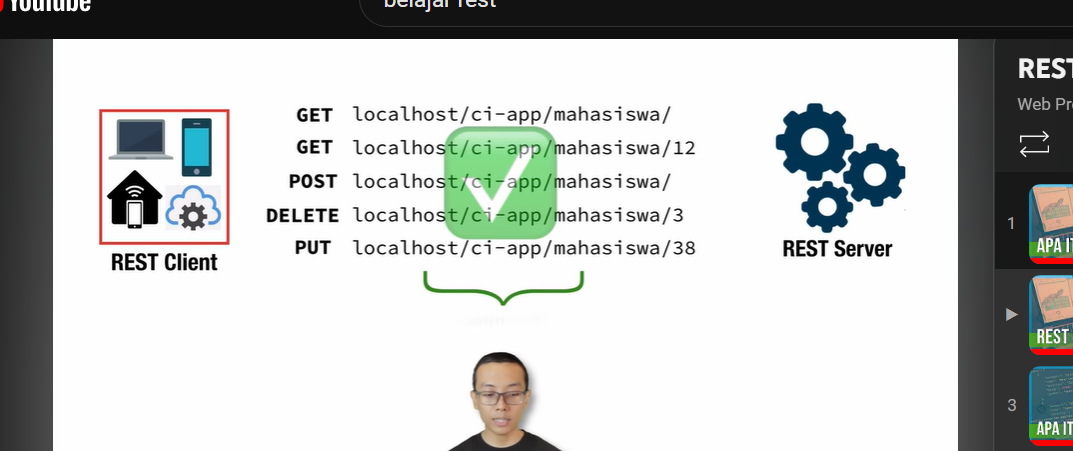 YouTube
belajar rest
GET localhost/ci-app/mahasiswa/
GET localhost/ci-app/mahasiswa/12
POST localhost/ci-app/mahasiswa/
DELETE localhost/ci-app/mahasiswa/3
PUT localhost/ci-app/mahasiswa/38
REST Client
REST Server
REST
Web Pr
1
APA IT
REST
3
APA IT